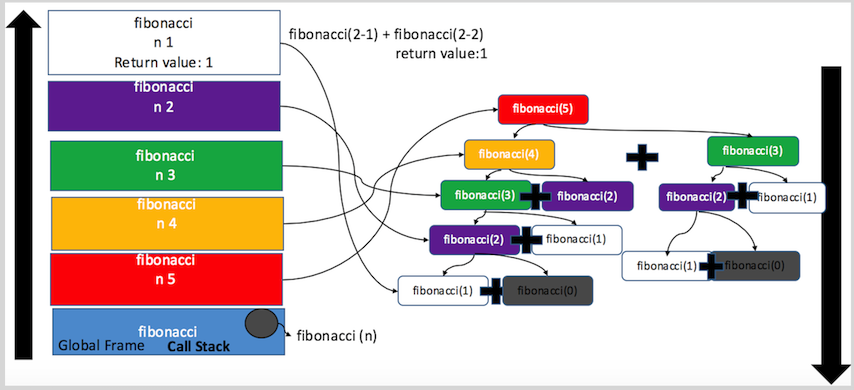 fibonacci
n 1
Return value: 1
fibonacci(2-1) + fibonacci(2-2)
return value:1
fibonacci
n 2
fibonacci
n 3
fibonacci
n 4
fibonacci
n 5
fibonacci
Global Frame Call Stack
fibonacci (n)
fibonacci(5)
fibonacci(4)
fibonacci(3)
fibonacci(3)
fibonacci(2)
fibonacci(2)
fibonacci(1)
fibonacci(2)
fibonacci(1)
fibonacci(1)
fibonacci(0)
fibonacci(1)
fibonacci(0)